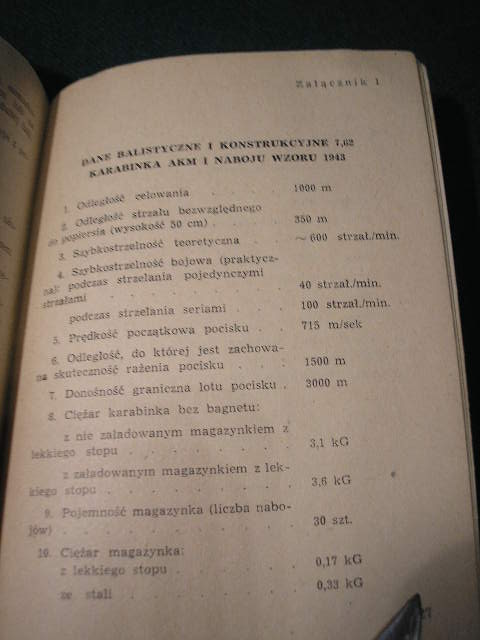 Załącznik 1
DANE BALISTYCZNE I KONSTRUKCYJNE 7,62
KARABINKA AKM I NABOJU WZORU 1943
1. Odległość celowania . . . . 1000 m
2. Odległość strzału bezwzględnego
do popiersia (wysokość 50 cm) . . . 350 m
3. Szybkostrzelność teoretyczna . . ~ 600 strzał./min.
4. Szybkostrzelność bojowa (praktycz-
na): podczas strzelania pojedynczymi
strzałami . . . . . . . 40 strzał./min.
podczas strzelania seriami . . 100 strzał./min.
5. Prędkość początkowa pocisku . . 715 m/sek
6. Odległość, do której jest zachowa-
na skuteczność rażenia pocisku . . . 1500 m
7. Donośność graniczna lotu pocisku . 3000 m
8. Ciężar karabinka bez bagnetu:
z nie załadowanym magazynkiem z
lekkiego stopu . . . . . . . 3,1 kG
z załadowanym magazynkiem z lek-
kiego stopu . . . . . . . 3,6 kG
9. Pojemność magazynka (liczba nabo-
jów) . . . . . . . . . 30 szt.
10. Ciężar magazynka:
z lekkiego stopu . . . . . 0,17 kG
ze stali . . . . . . . 0,33 kG